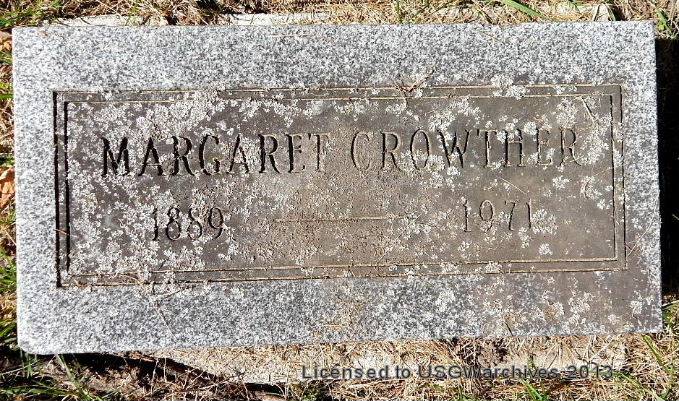 MARGARET CROWTHER
1889 — 1971
Licensed to USGWarchives 2013